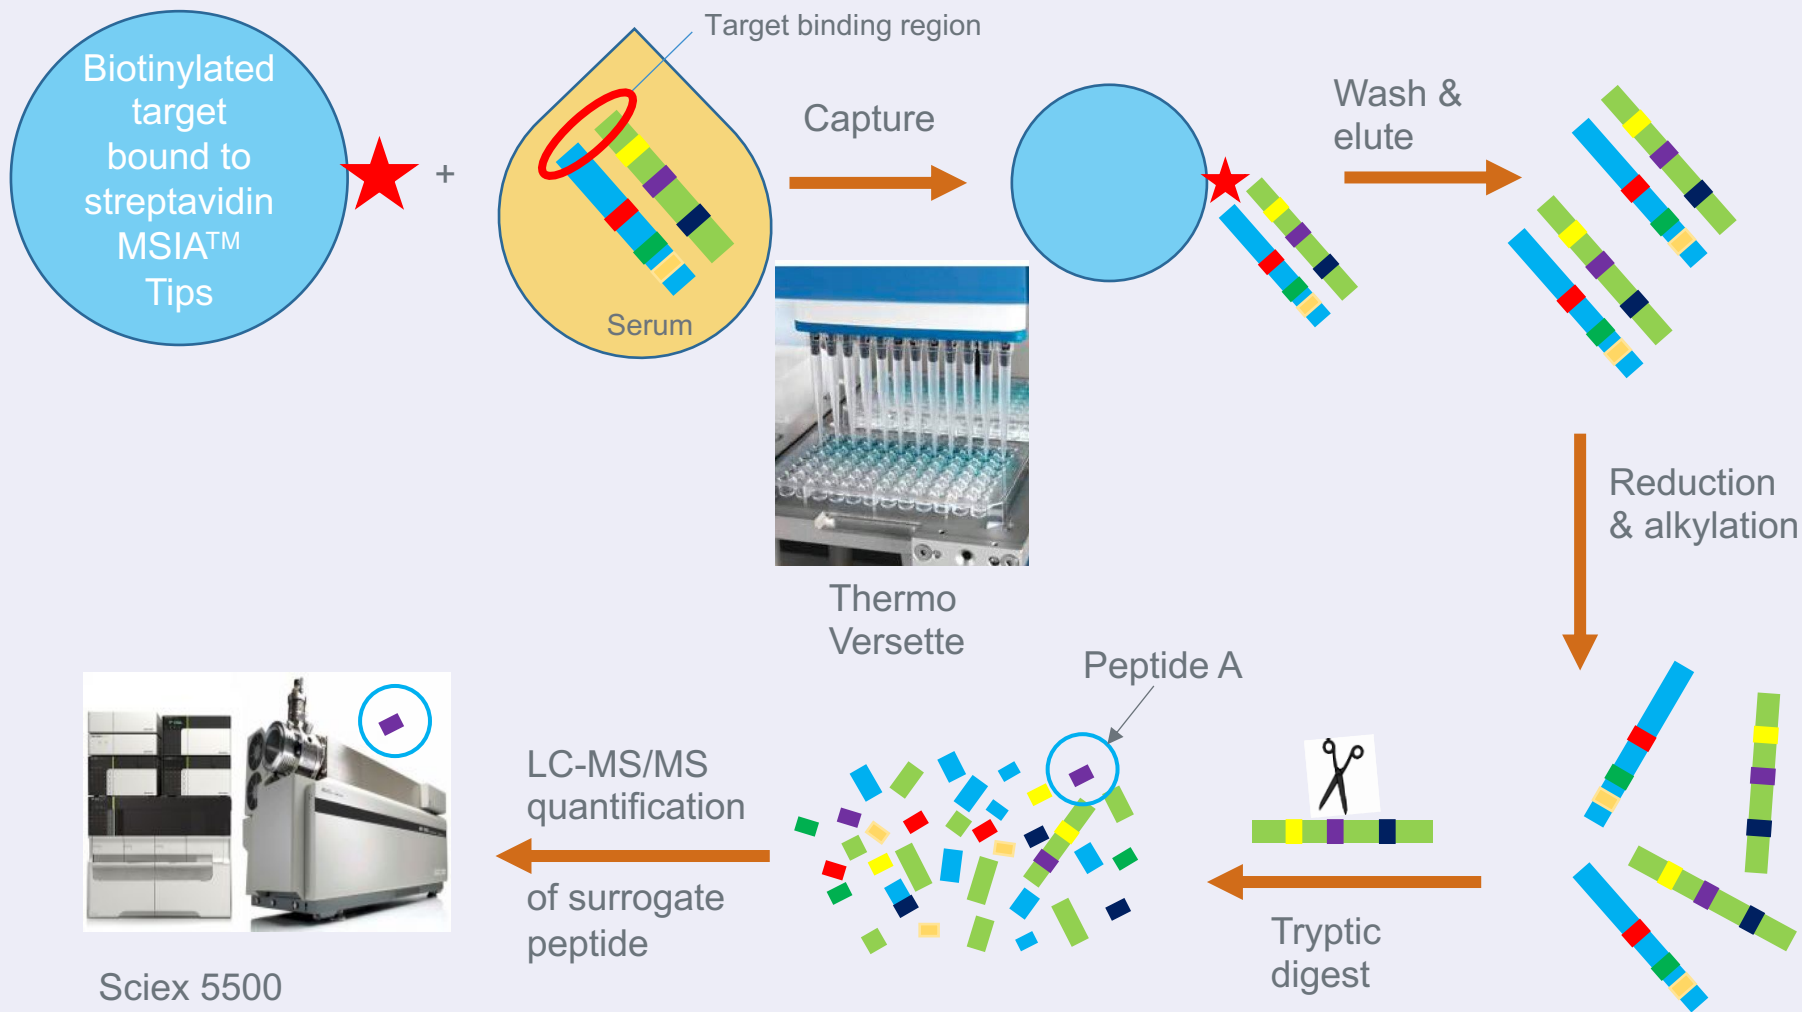 Biotinylated
target
bound to
streptavidin
MSIA™
Tips
+
Target binding region
Serum
Capture
Wash &
elute
Thermo
Versette
Reduction
& alkylation
Tryptic
digest
Peptide A
LC-MS/MS
quantification
of surrogate
peptide
Sciex 5500